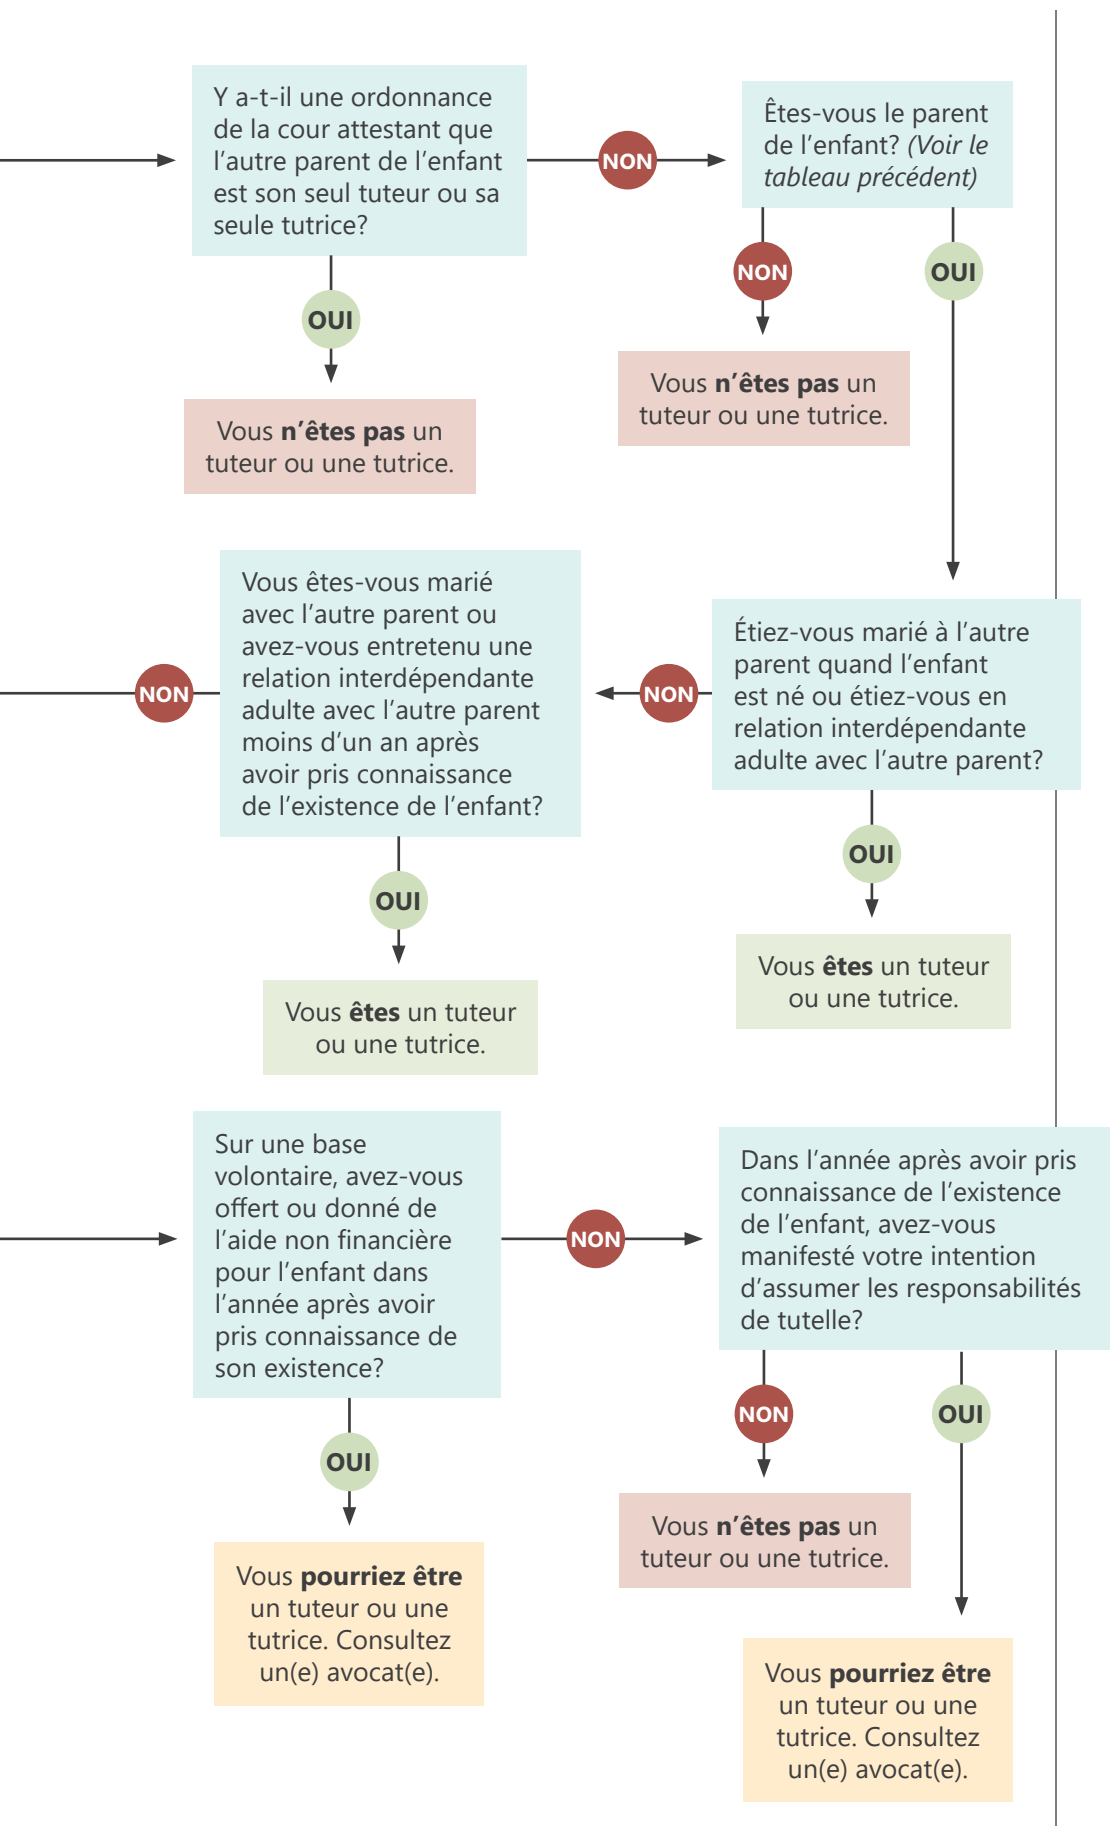 Y a-t-il une ordonnance
de la cour attestant que
l'autre parent de l'enfant
est son seul tuteur ou sa
seule tutrice?
NON
Êtes-vous le parent
de l'enfant? (Voir le
tableau précédent)
OUI
Vous n'êtes pas un
tuteur ou une tutrice.
NON
Vous n'êtes pas un
tuteur ou une tutrice.
OUI
Étiez-vous marié à l'autre
parent quand l'enfant
est né ou étiez-vous en
relation interdépendante
adulte avec l'autre parent?
NON
Vous êtes-vous marié
avec l'autre parent ou
avez-vous entretenu une
relation interdépendante
adulte avec l'autre parent
moins d'un an après
avoir pris connaissance
de l'existence de l'enfant?
NON
OUI
Vous êtes un tuteur
ou une tutrice.
OUI
Vous êtes un tuteur
ou une tutrice.
Sur une base
volontaire, avez-vous
offert ou donné de
l'aide non financière
pour l'enfant dans
l'année après avoir
pris connaissance de
son existence?
NON
Dans l'année après avoir pris
connaissance de l'existence
de l'enfant, avez-vous
manifesté votre intention
d'assumer les responsabilités
de tutelle?
OUI
Vous pourriez être
un tuteur ou une
tutrice. Consultez
un(e) avocat(e).
NON
Vous n'êtes pas un
tuteur ou une tutrice.
OUI
Vous pourriez être
un tuteur ou une
tutrice. Consultez
un(e) avocat(e).